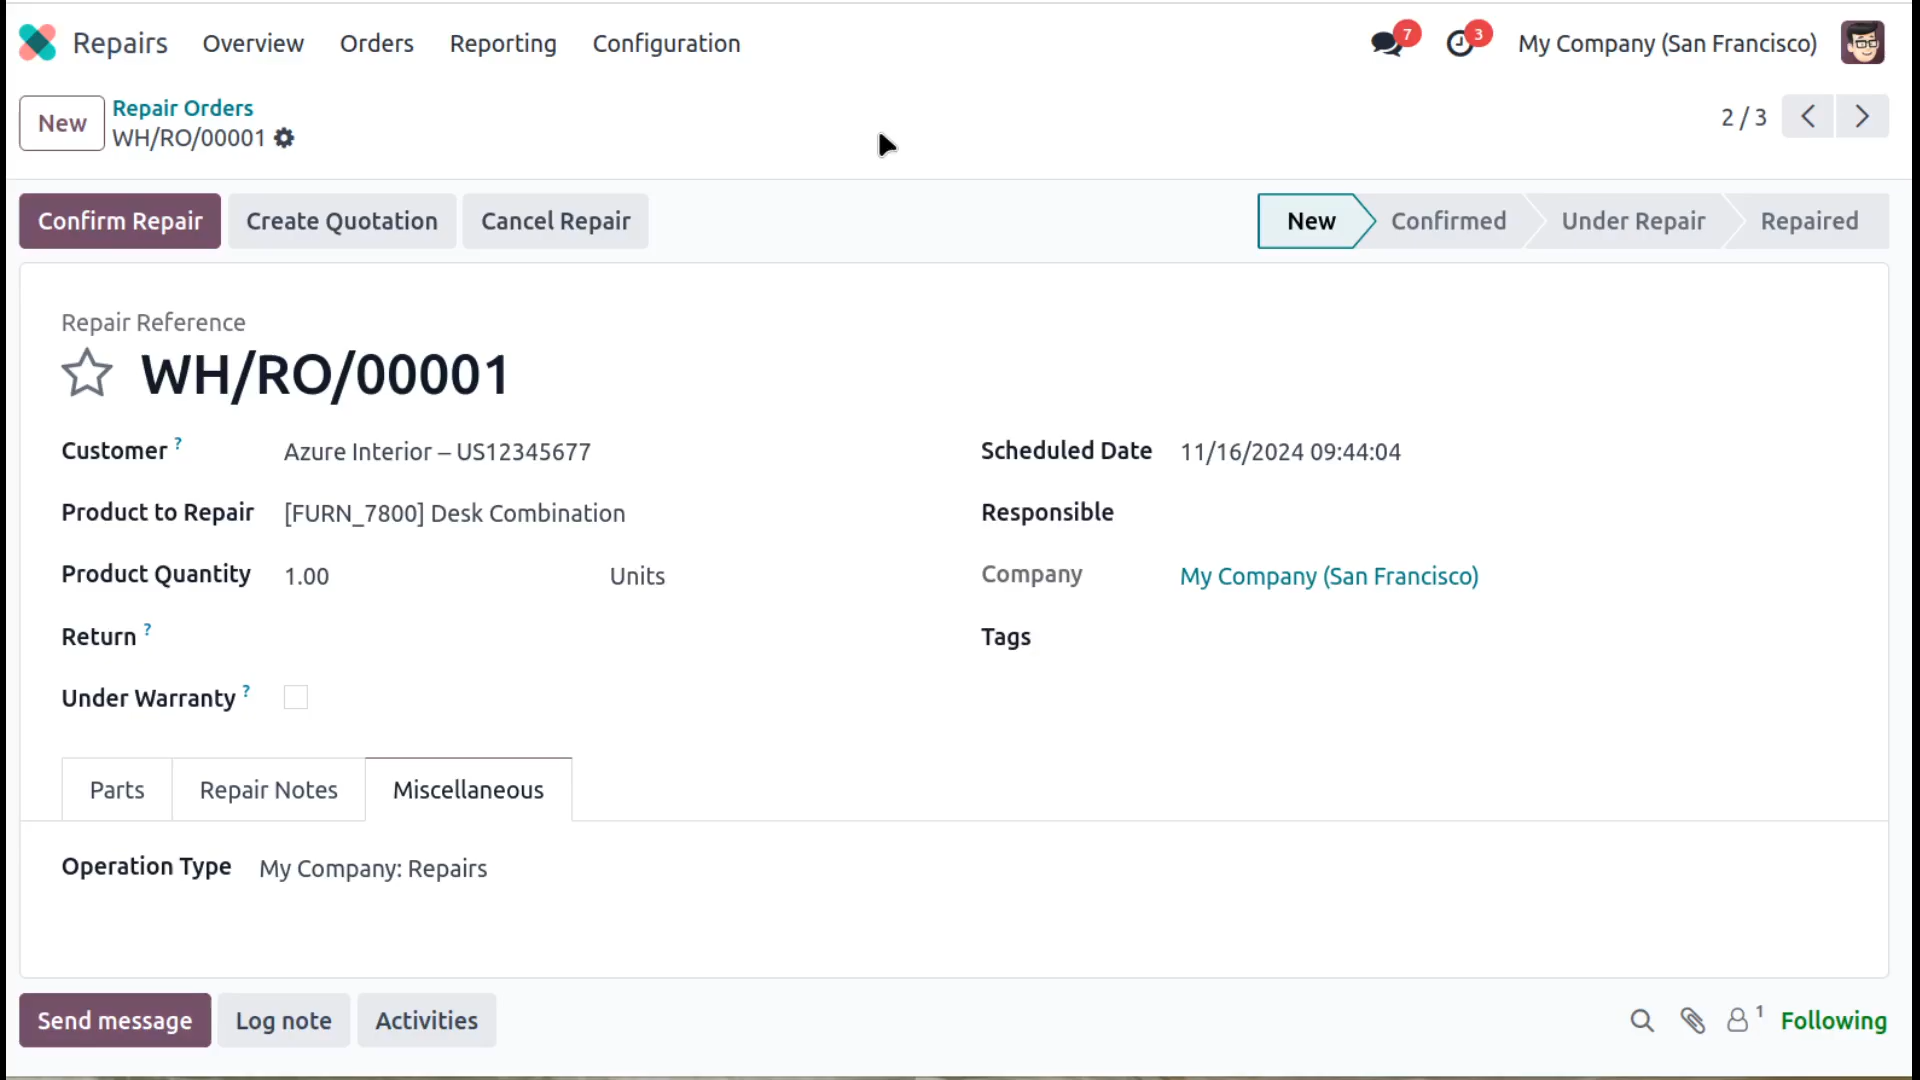 Repairs Overview Orders Reporting Configuration 7 3 My Company (San Francisco)
New Repair Orders
WH/RO/00001
2 / 3
Confirm Repair Create Quotation Cancel Repair New Confirmed Under Repair Repaired
Repair Reference
WH/RO/00001
Customer ? Azure Interior – US12345677 Scheduled Date 11/16/2024 09:44:04
Product to Repair [FURN_7800] Desk Combination Responsible
Product Quantity 1.00 Units Company My Company (San Francisco)
Return ? Tags
Under Warranty ?
Parts Repair Notes Miscellaneous
Operation Type My Company: Repairs
Send message Log note Activities 1 Following